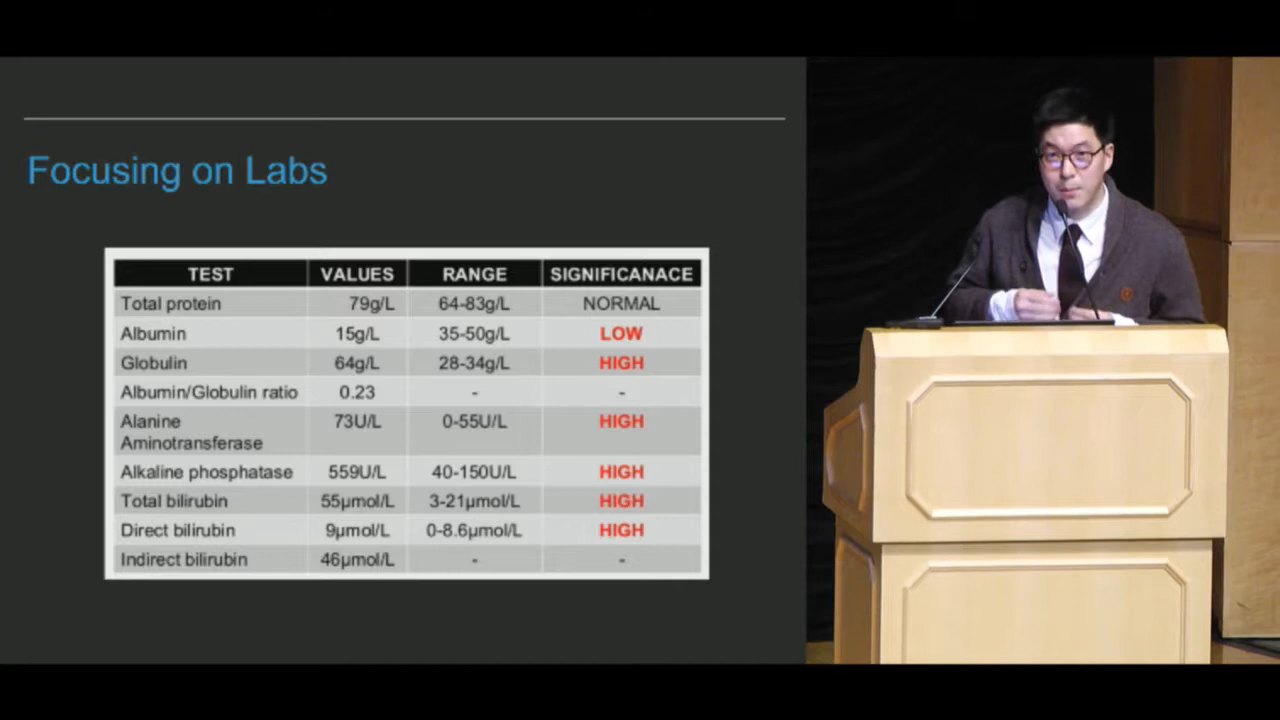 Focusing on Labs
TEST VALUES RANGE SIGNIFICANACE
Total protein 79g/L 64-83g/L NORMAL
Albumin 15g/L 35-50g/L LOW
Globulin 64g/L 28-34g/L HIGH
Albumin/Globulin ratio 0.23 - -
Alanine 73U/L 0-55U/L HIGH
Aminotransferase
Alkaline phosphatase 559U/L 40-150U/L HIGH
Total bilirubin 55µmol/L 3-21µmol/L HIGH
Direct bilirubin 9µmol/L 0-8.6µmol/L HIGH
Indirect bilirubin 46µmol/L - -